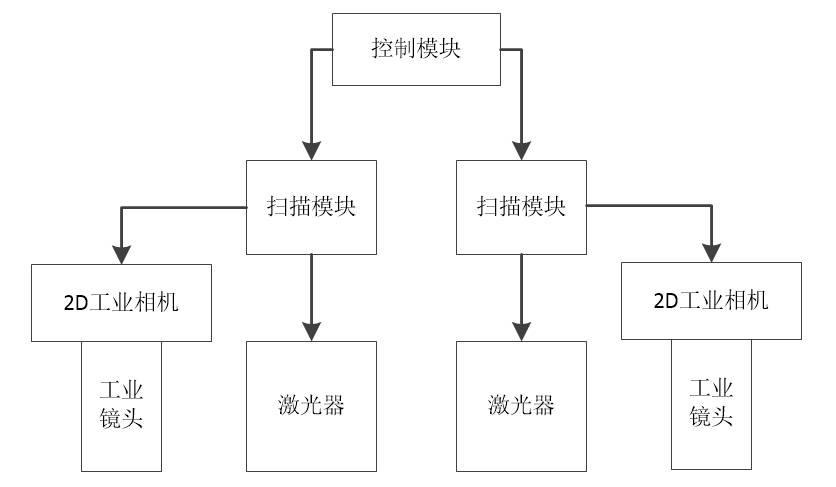 控制模块
扫描模块
扫描模块
2D工业相机
2D工业相机
工业
镜头
激光器
激光器
工业
镜头